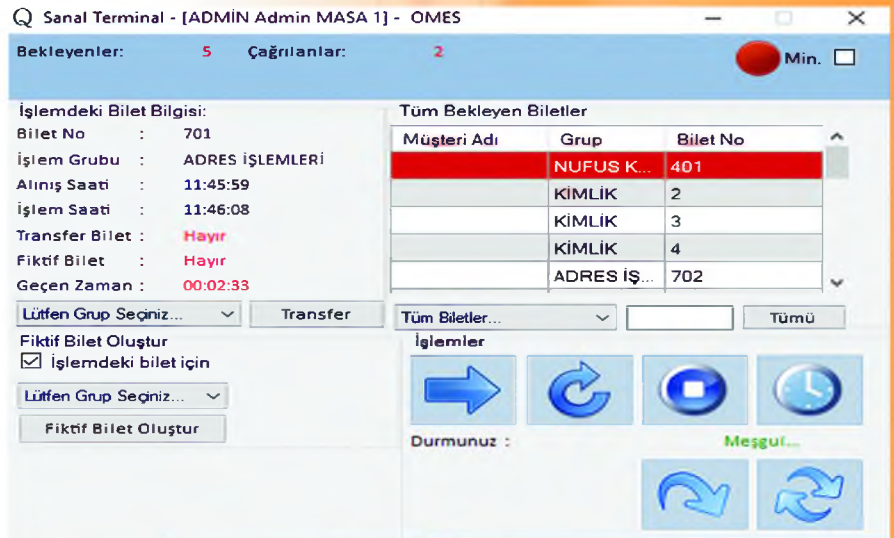 Sanal Terminal - [ADMİN Admin MASA 1] - OMES
Bekleyenler: 5 Çağrılanlar: 2
Min.
İşlemdeki Bilet Bilgisi:
Bilet No : 701
İşlem Grubu : ADRES İŞLEMLERİ
Alınış Saati : 11:45:59
İşlem Saati : 11:46:08
Transfer Bilet : Hayır
Fiktif Bilet : Hayır
Geçen Zaman : 00:02:33
Lütfen Grup Seçiniz... Transfer
Fiktif Bilet Oluştur
İşlemdeki bilet için
Lütfen Grup Seçiniz...
Fiktif Bilet Oluştur
Tüm Bekleyen Biletler
Müşteri Adı Grup Bilet No
NUFUS K... 401
KİMLİK 2
KİMLİK 3
KİMLİK 4
ADRES İŞ... 702
Tüm Biletler... Tümü
İşlemler
Durmunuz : Meşgul...